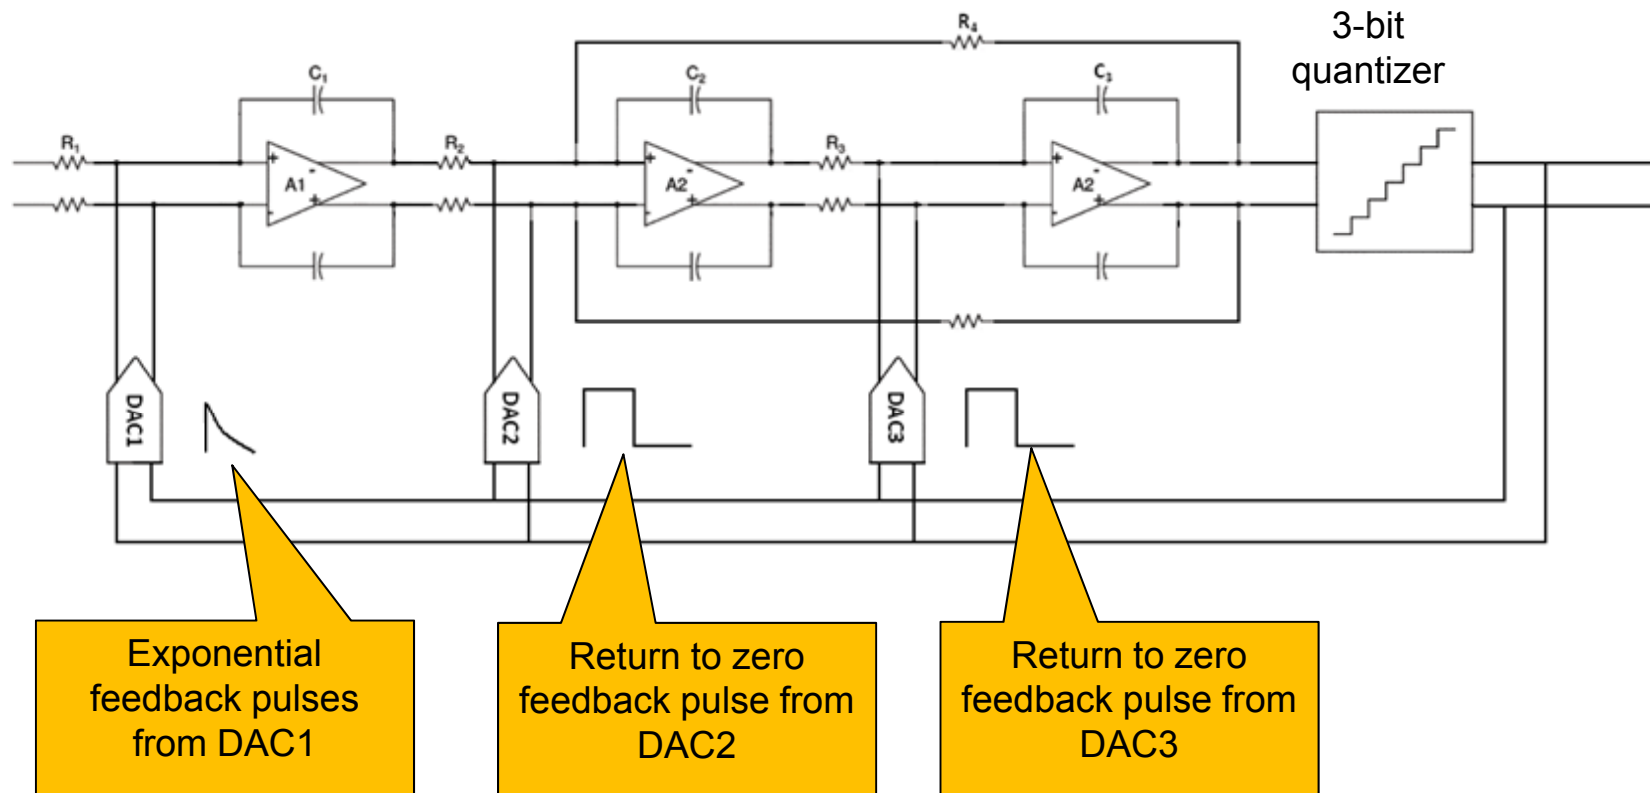 R₄
3-bit
quantizer
C₁
C₂
C₃
R₁
R₂
R₃
+
-
A1
-
+
+
-
A2
-
+
+
-
A2
-
+
DAC1
DAC2
DAC3
Exponential
feedback pulses
from DAC1
Return to zero
feedback pulse from
DAC2
Return to zero
feedback pulse from
DAC3